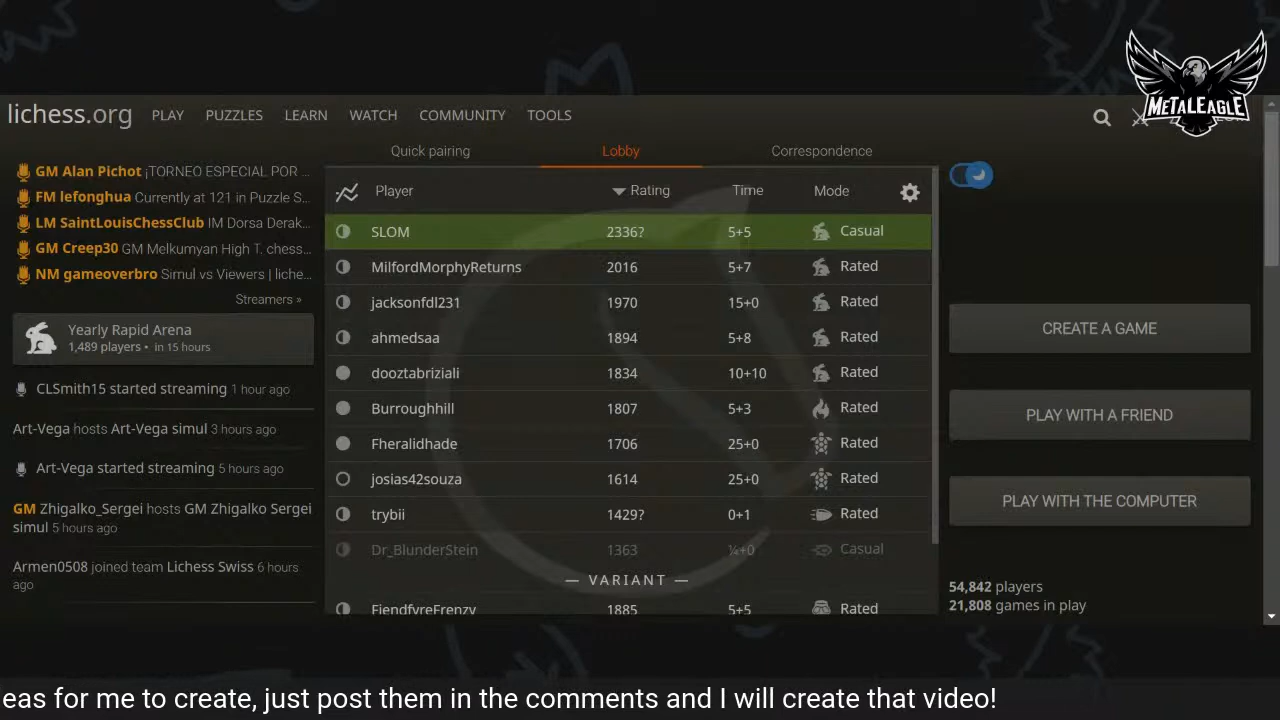 METALEAGLE
lichess.org PLAY PUZZLES LEARN WATCH COMMUNITY TOOLS
GM Alan Pichot ¡TORNEO ESPECIAL POR ...
FM lefonghua Currently at 121 in Puzzle S...
LM SaintLouisChessClub IM Dorsa Derak...
GM Creep30 GM Melkumyan High T. chess...
NM gameoverbro Simul vs Viewers | liche...
Streamers »
Yearly Rapid Arena
1,489 players • in 15 hours
CLSmith15 started streaming 1 hour ago
Art-Vega hosts Art-Vega simul 3 hours ago
Art-Vega started streaming 5 hours ago
GM Zhigalko_Sergei hosts GM Zhigalko Sergei
simul 5 hours ago
Armen0508 joined team Lichess Swiss 6 hours
ago
Quick pairing Lobby Correspondence
Player Rating Time Mode
SLOM 2336? 5+5 Casual
MilfordMorphyReturns 2016 5+7 Rated
jacksonfdl231 1970 15+0 Rated
ahmedsaa 1894 5+8 Rated
dooztabriziali 1834 10+10 Rated
Burroughhill 1807 5+3 Rated
Fheralidhade 1706 25+0 Rated
josias42souza 1614 25+0 Rated
trybii 1429? 0+1 Rated
Dr_BlunderStein 1363 ¼+0 Casual
— VARIANT —
FiendfyreFrenzy 1885 5+5 Rated
CREATE A GAME
PLAY WITH A FRIEND
PLAY WITH THE COMPUTER
54,842 players
21,808 games in play
eas for me to create, just post them in the comments and I will create that video!